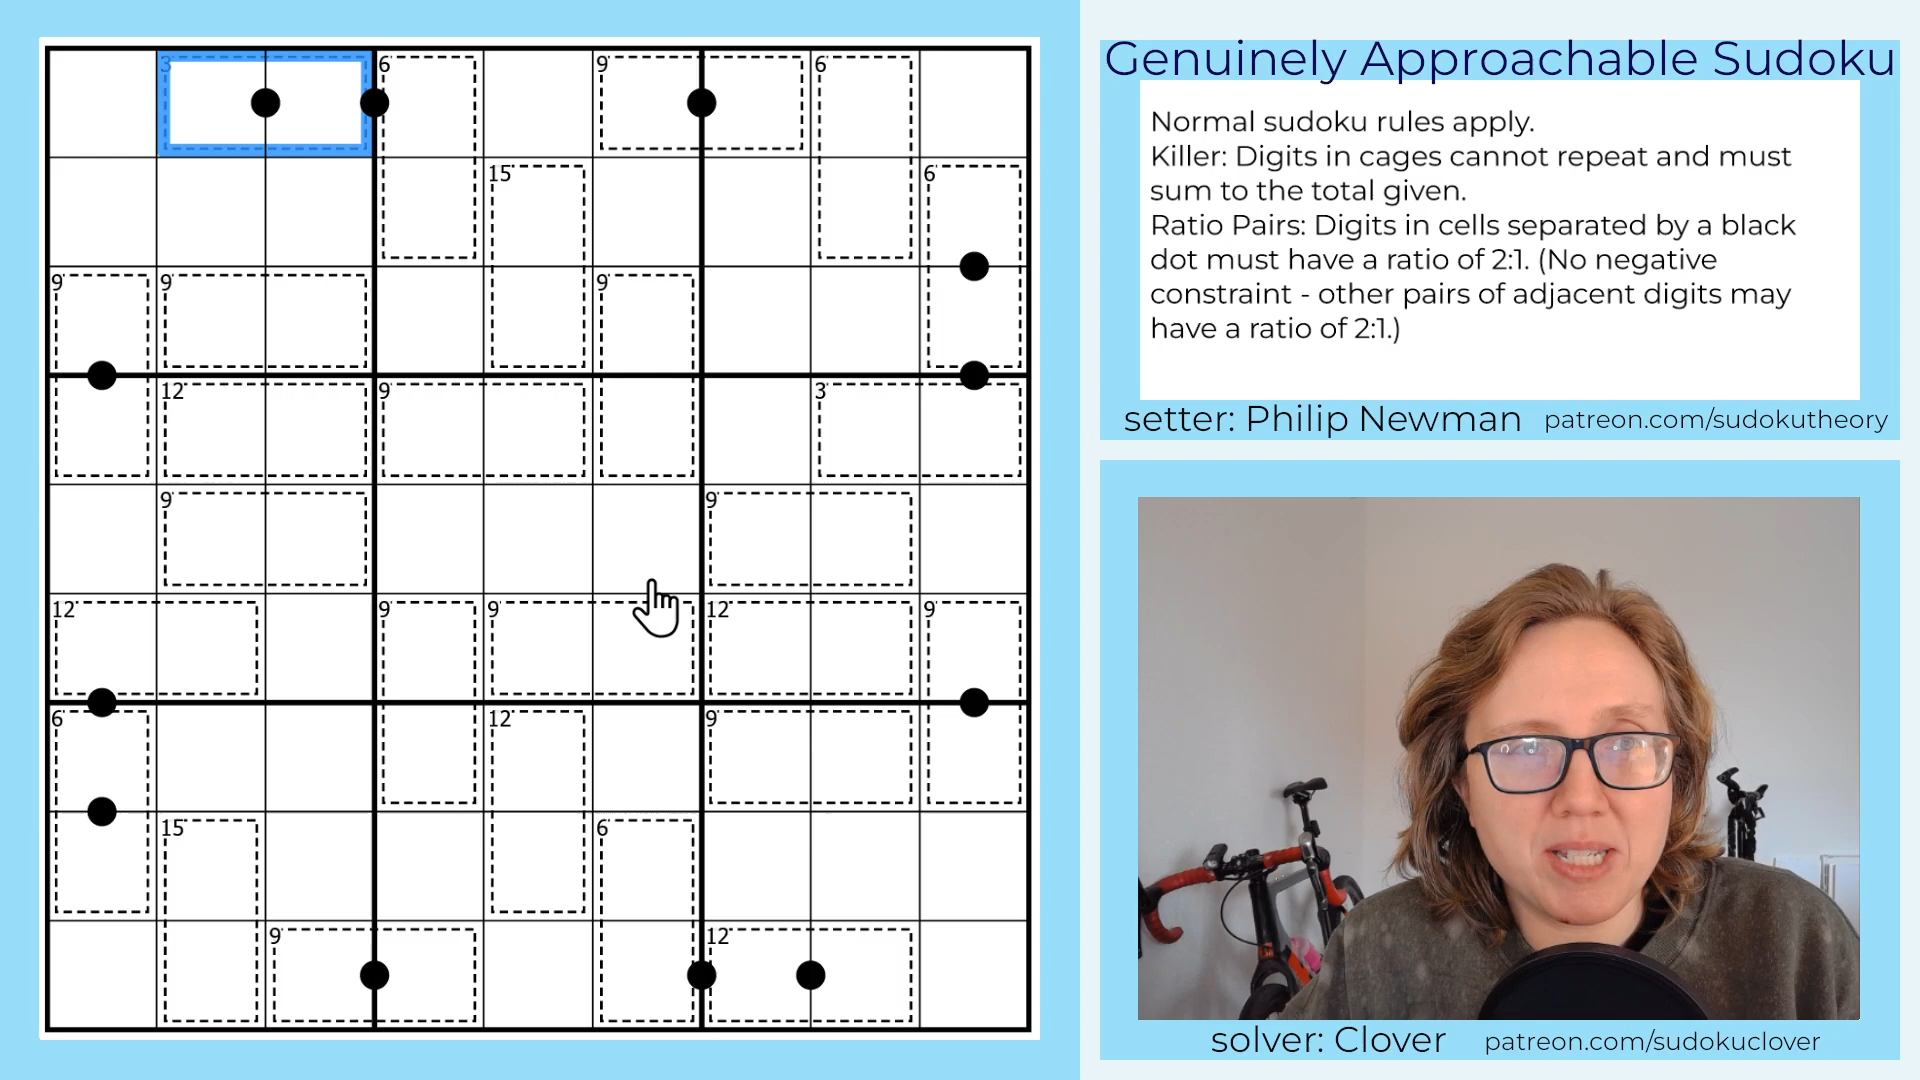 Genuinely Approachable Sudoku
Normal sudoku rules apply.
Killer: Digits in cages cannot repeat and must
sum to the total given.
Ratio Pairs: Digits in cells separated by a black
dot must have a ratio of 2:1. (No negative
constraint - other pairs of adjacent digits may
have a ratio of 2:1.)
setter: Philip Newman patreon.com/sudokutheory
3 6 9 6
15 6
9 9 9
12 9 3
9 9
12 9 9 12 9
6 12 9
15 6
9 12
solver: Clover patreon.com/sudokuclover